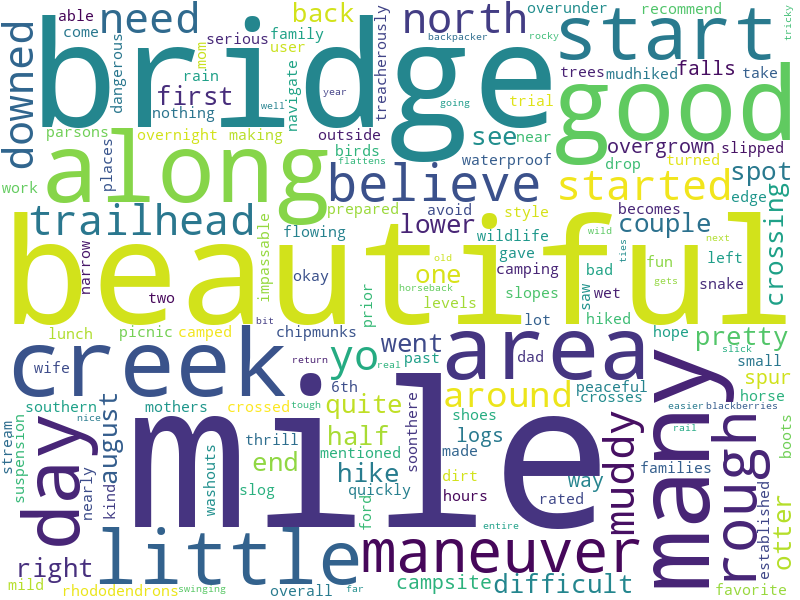 able
need
back
north
overunder
recommend
come
serious
family
backpacker
rocky
tricky
downed
bridge
start
dangerous
mom
user
treacherously
trees
mudhiked
falls
take
rain
first
navigate
well
year
going
good
nothing
trial
parsons
overnight
making
outside
see
near
overgrown
slipped
along
places
birds
flattens
waterproof
drop
turned
spot
work
believe
started
edge
prepared
avoid
style
becomes
trailhead
impassable
flowing
lower
wildlife
couple
crossing
gave
wild
ties
next
narrow
old
one
camping
bad
fun
left
beautiful
two
okay
horseback
levels
slopes
saw
wet
gets
snake
prior
bit
lunch
picnic
camped
chipmunks
went
lot
hiked
hope
pretty
creek
wife
return
yo
past
dad
area
many
slick
small
real
6th
around
peaceful
spur
southern
mothers
crossed
tough
quite
shoes
crosses
easier
blackberries
horse
nice
august
mile
half
soonthere
logs
made
muddy
rail
boots
stream
suspension
day
thrill
mentioned
end
hike
dirt
way
families
rough
otter
nearly
kind
washouts
slog
quickly
hours
rated
established
ford
entire
right
little
maneuver
mild
rhododendrons
swinging
overall
far
campsite
difficult
favorite